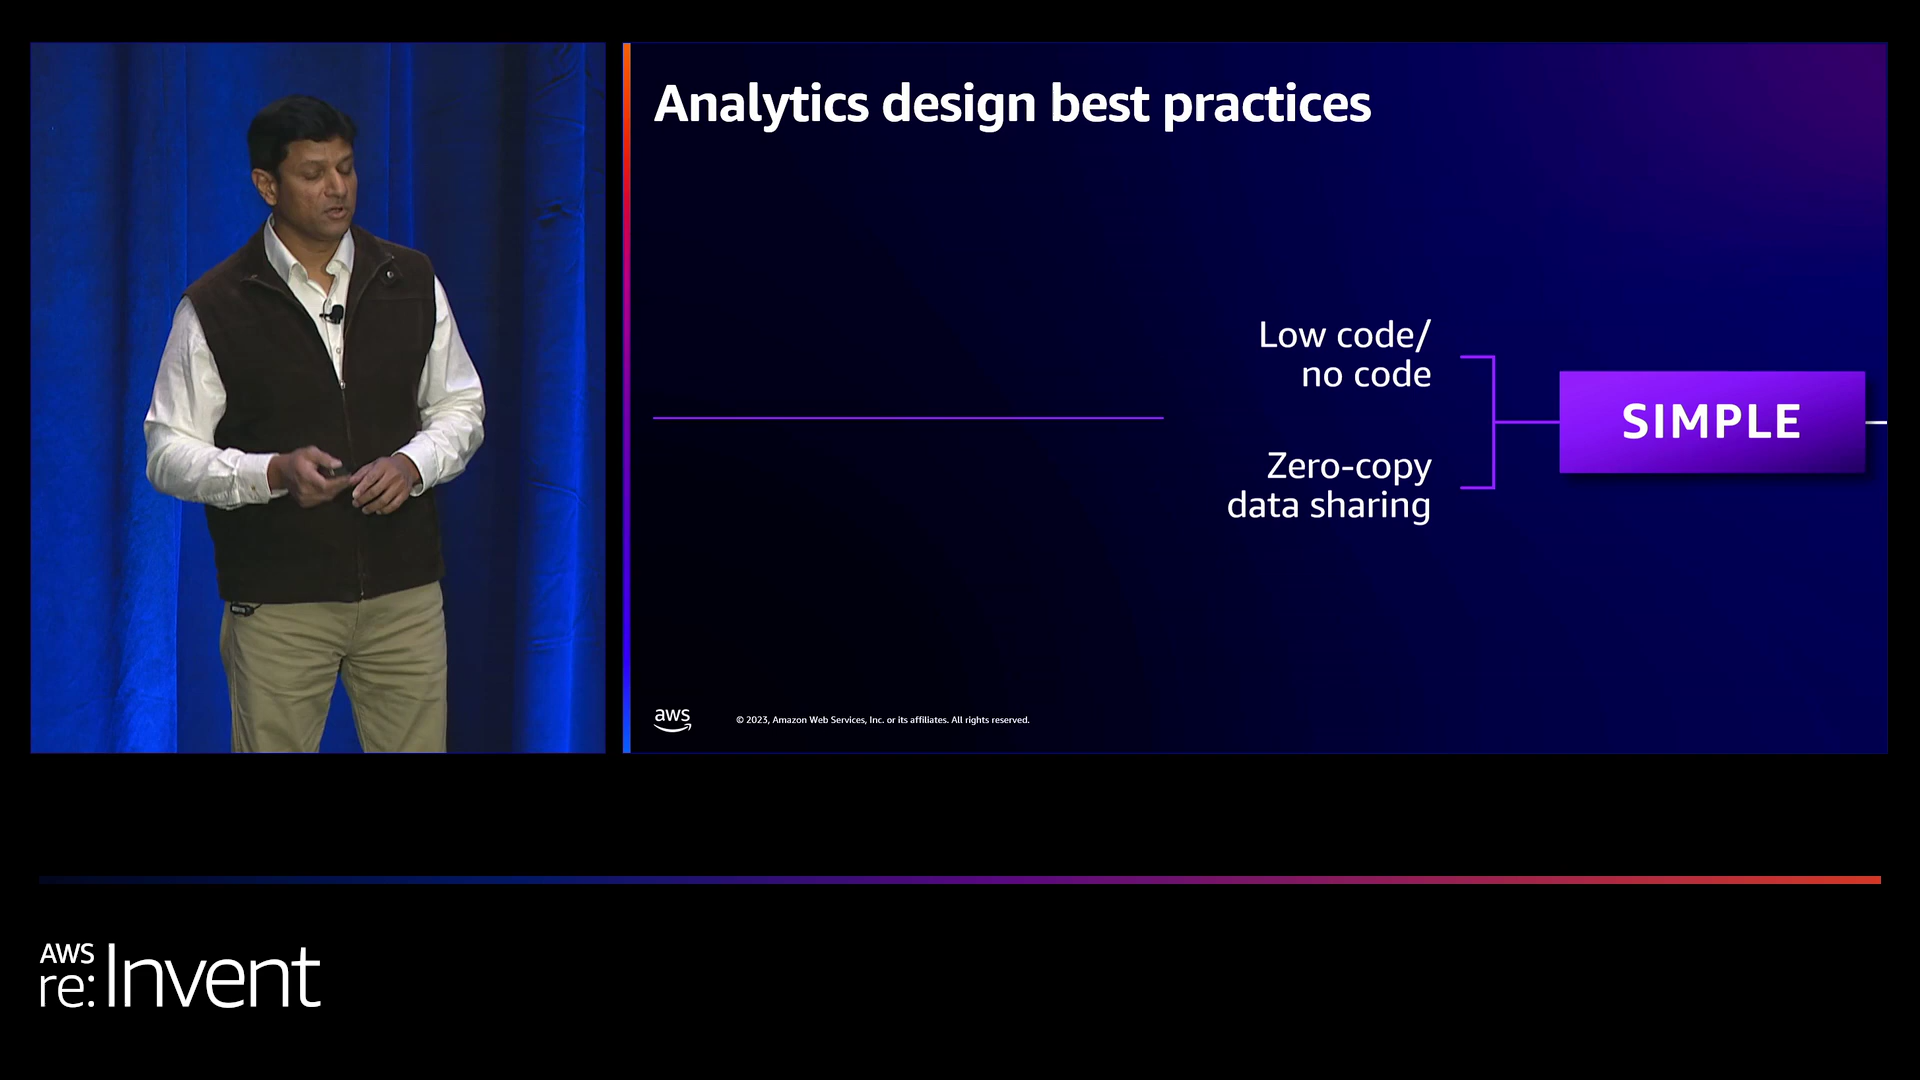 Analytics design best practices
Low code/
no code
Zero-copy
data sharing
SIMPLE
aws
© 2023, Amazon Web Services, Inc. or its affiliates. All rights reserved.
AWS
re:Invent